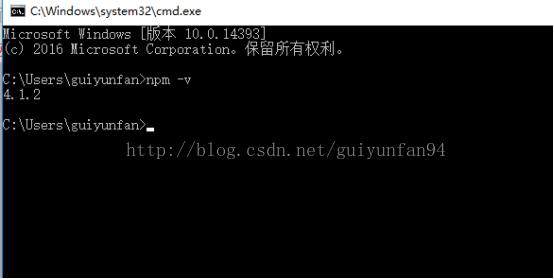 C:\Windows\system32\cmd.exe
Microsoft Windows [版本 10.0.14393]
(c) 2016 Microsoft Corporation。保留所有权利。
C:\Users\guiyunfan>npm -v
4.1.2
C:\Users\guiyunfan>_
http://blog.csdn.net/guiyunfan94